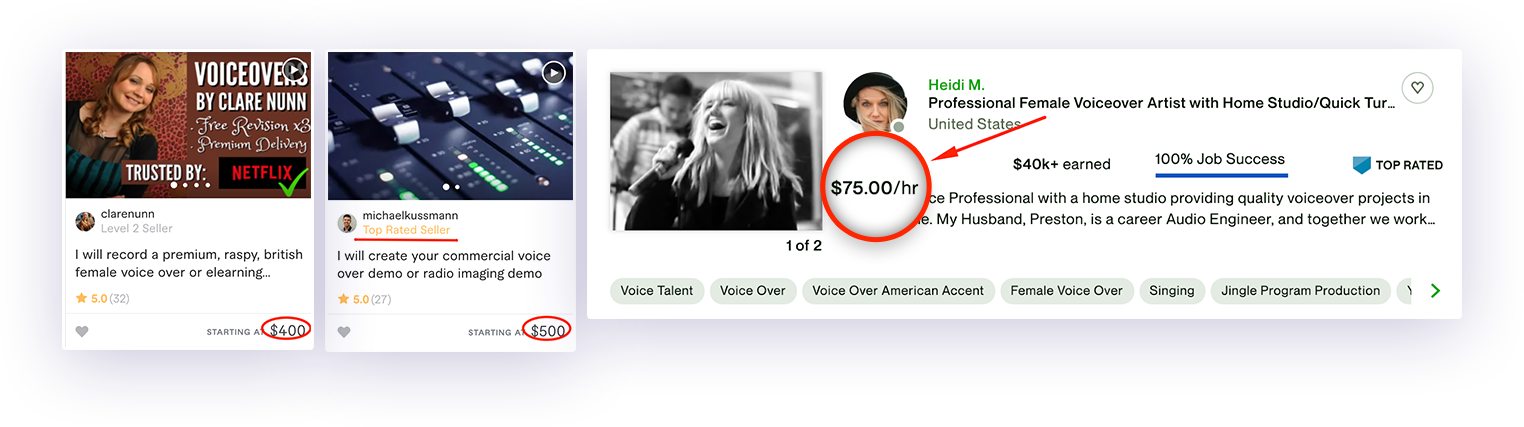 VOICEOVERS
BY CLARE NUNN
- Free Revision x3
- Premium Delivery
TRUSTED BY: NETFLIX
clarenunn
Level 2 Seller
I will record a premium, raspy, british
female voice over or elearning...
5.0 (32)
STARTING AT $400
michaelkussmann
Top Rated Seller
I will create your commercial voice
over demo or radio imaging demo
5.0 (27)
STARTING AT $500
1 of 2
Heidi M.
Professional Female Voiceover Artist with Home Studio/Quick Tur...
United States
$75.00/hr
$40k+ earned
100% Job Success
TOP RATED
ce Professional with a home studio providing quality voiceover projects in
e. My Husband, Preston, is a career Audio Engineer, and together we work...
Voice Talent
Voice Over
Voice Over American Accent
Female Voice Over
Singing
Jingle Program Production